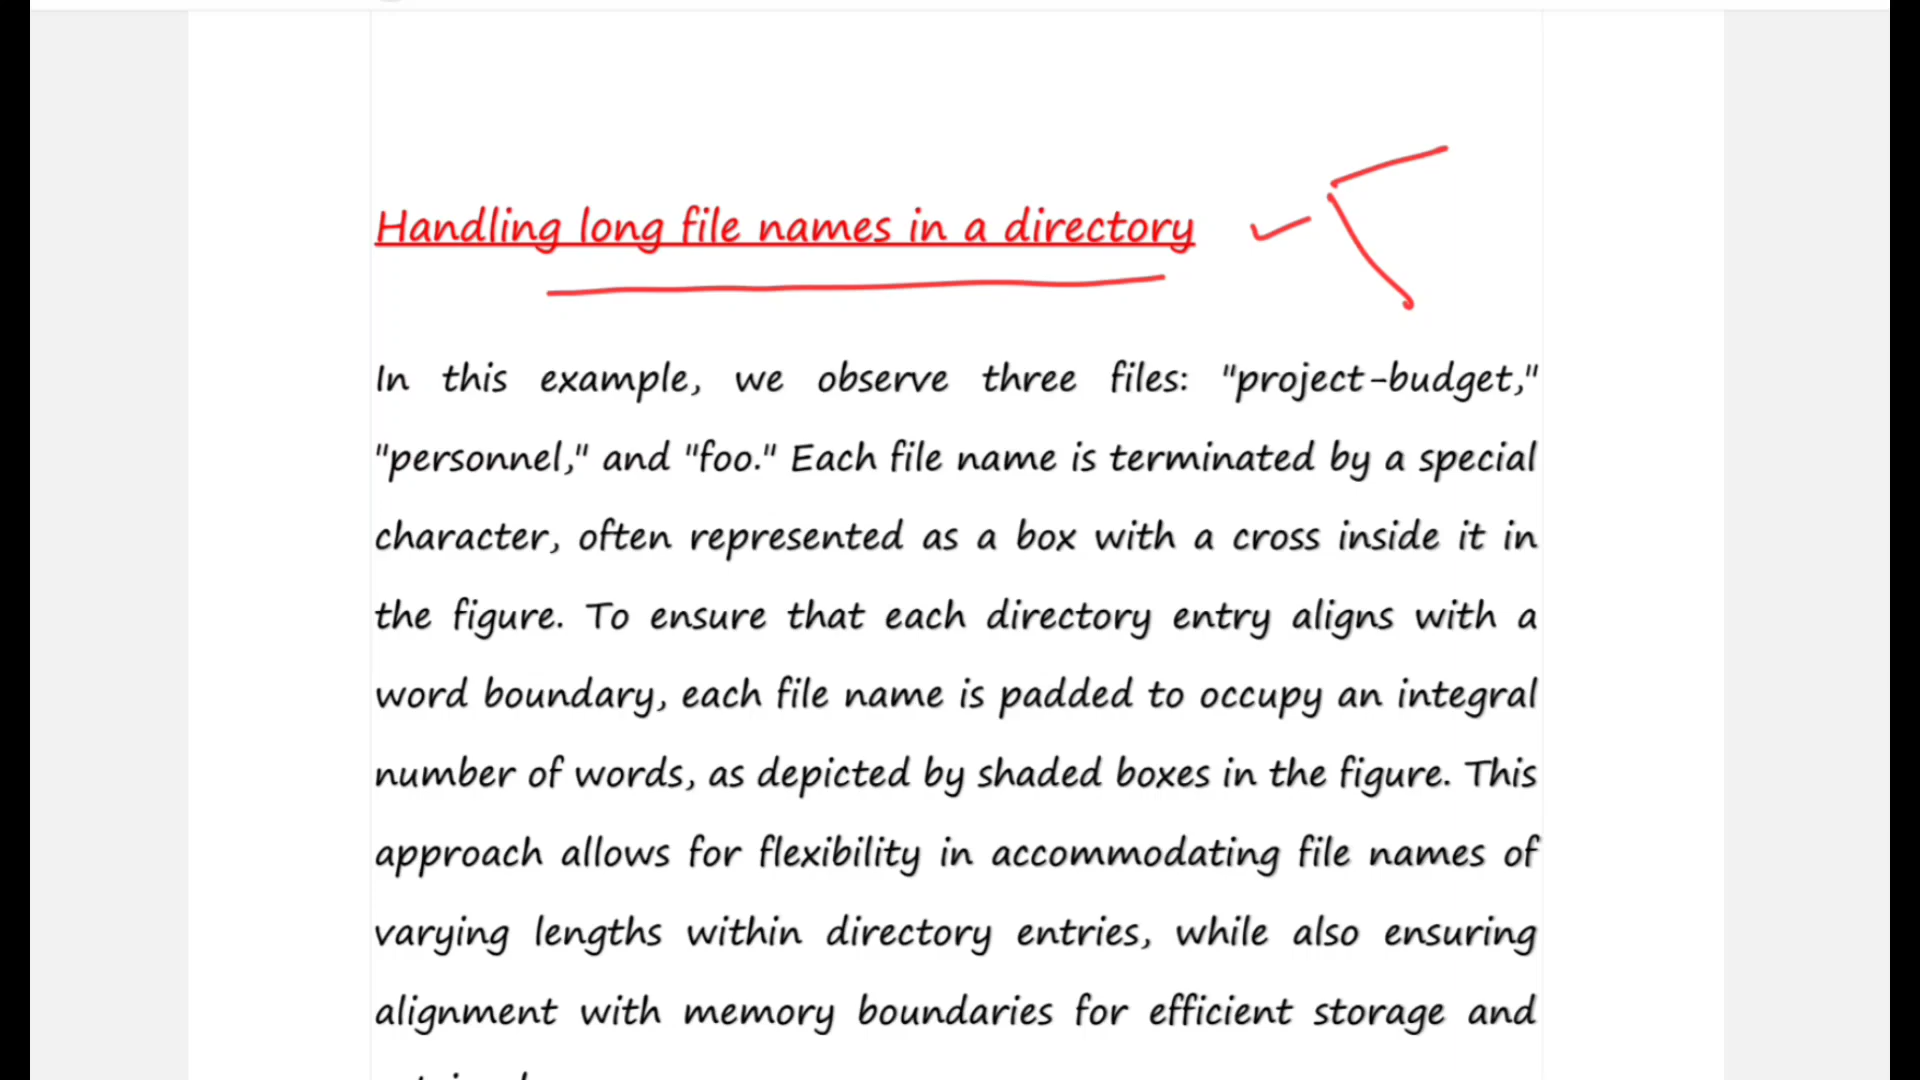 Handling long file names in a directory
In this example, we observe three files: "project-budget,"
"personnel," and "foo." Each file name is terminated by a special
character, often represented as a box with a cross inside it in
the figure. To ensure that each directory entry aligns with a
word boundary, each file name is padded to occupy an integral
number of words, as depicted by shaded boxes in the figure. This
approach allows for flexibility in accommodating file names of
varying lengths within directory entries, while also ensuring
alignment with memory boundaries for efficient storage and